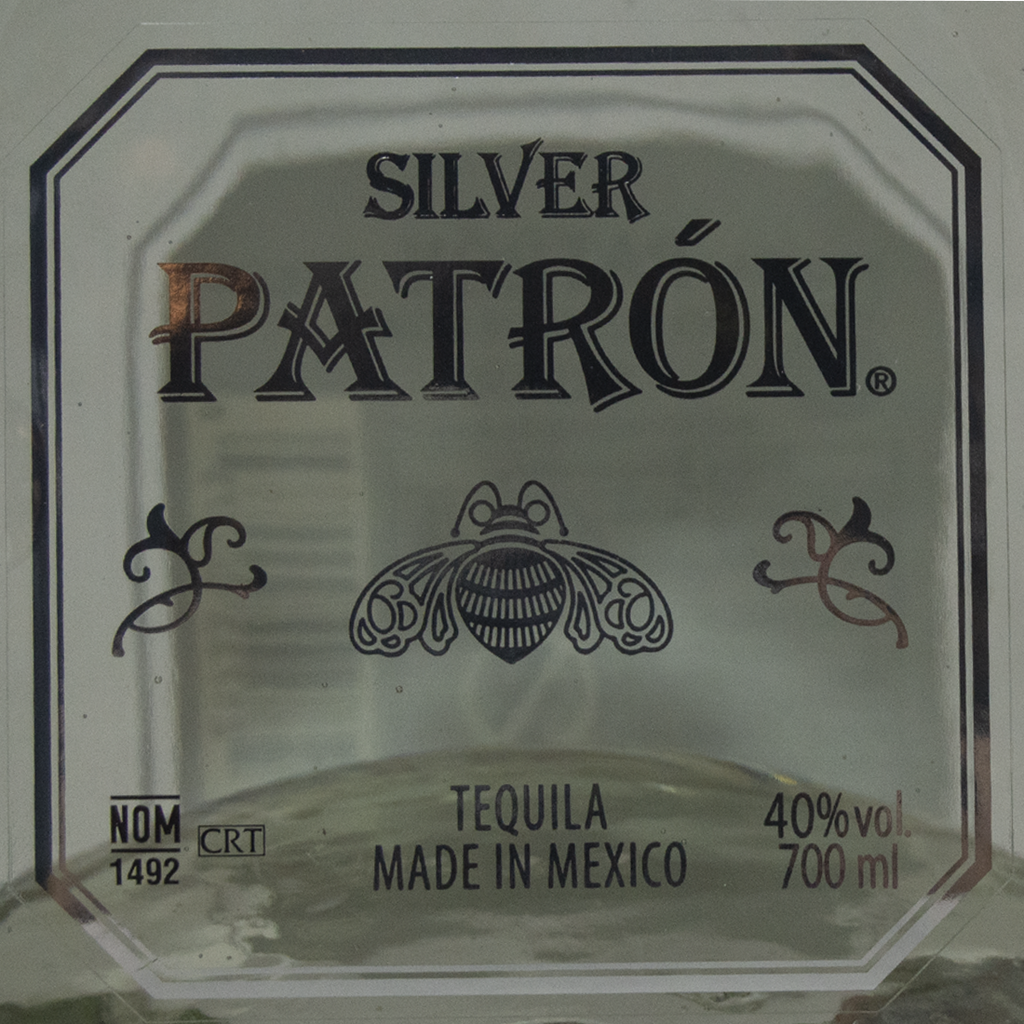 SILVER
PATRÓN®
NOM
1492
CRT
TEQUILA
MADE IN MEXICO
40%vol.
700 ml